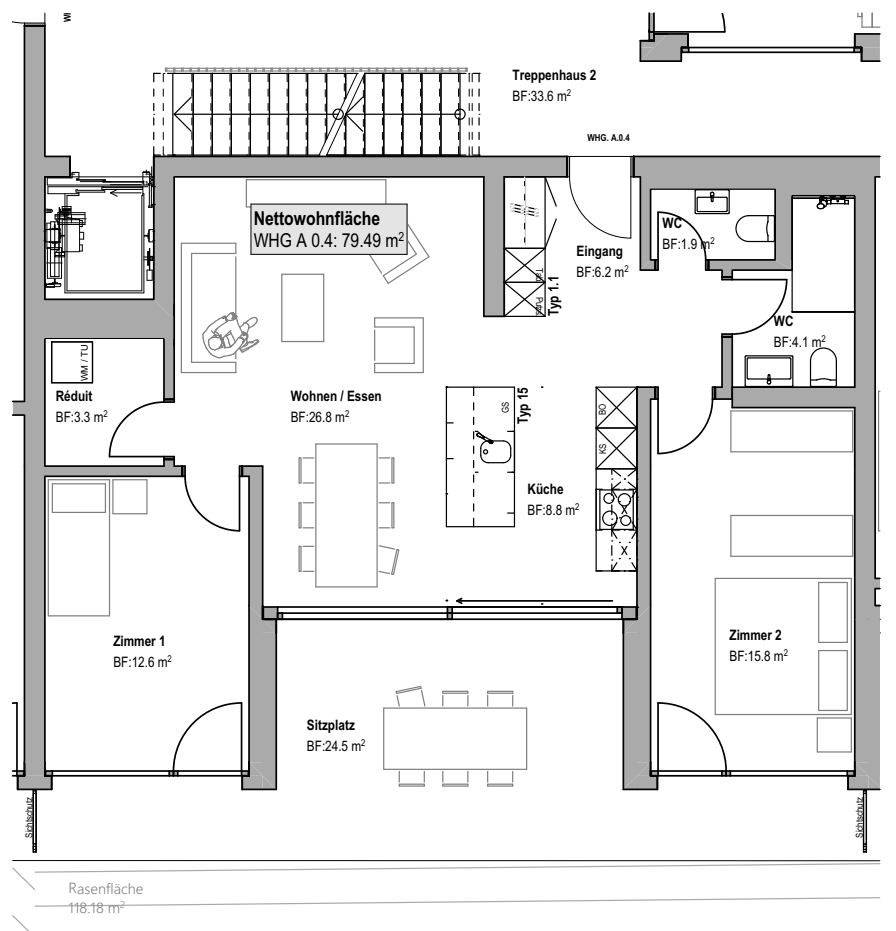 WI
Treppenhaus 2
BF:33.6 m²
WHG. A.0.4
Nettowohnfläche
WHG A 0.4: 79.49 m²
WC
BF:1.9 m²
Eingang
BF:6.2 m²
Typ 1.1
Putz
WC
BF:4.1 m²
WM / TU
Réduit
BF:3.3 m²
Wohnen / Essen
BF:26.8 m²
GS
Typ 15
BO
KS
Küche
BF:8.8 m²
Zimmer 1
BF:12.6 m²
Zimmer 2
BF:15.8 m²
Sitzplatz
BF:24.5 m²
Sichtschutz
Sichtschutz
Rasenfläche
118.18 m²